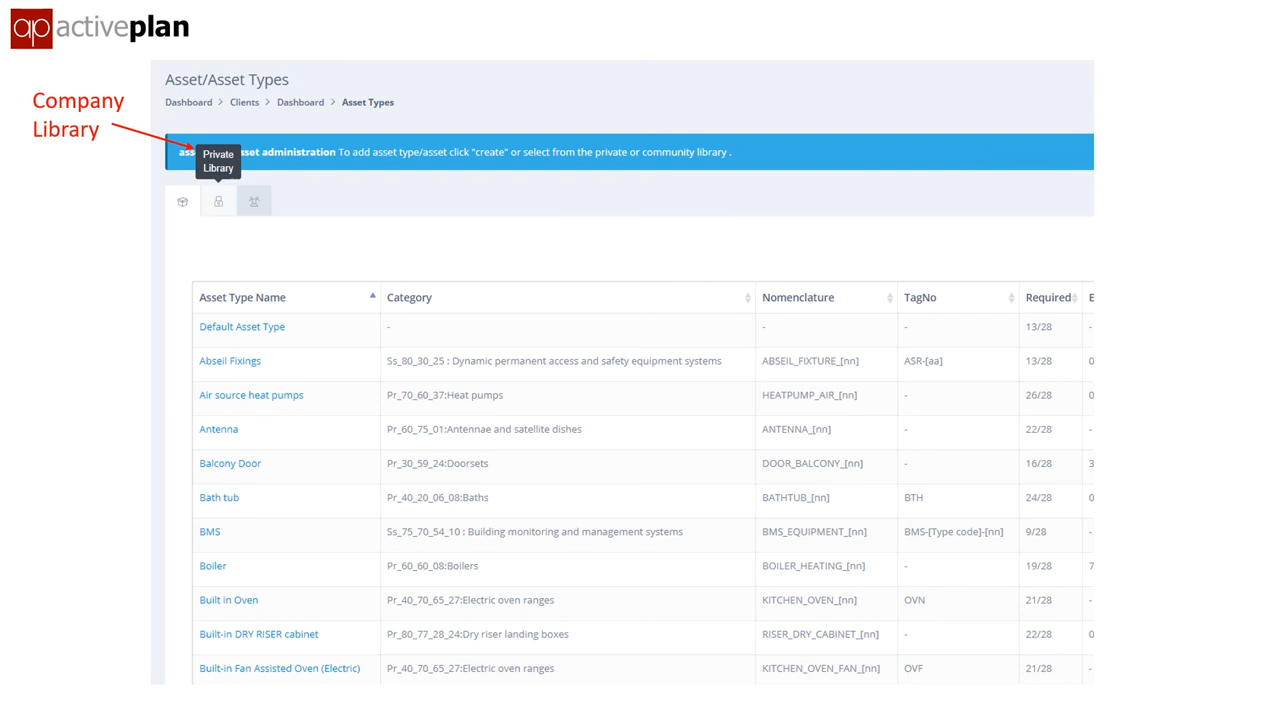 ap activeplan
Company
Library
Asset/Asset Types
Dashboard > Clients > Dashboard > Asset Types
Private
Library
asset administration To add asset type/asset click "create" or select from the private or community library .
Asset Type Name Category Nomenclature TagNo Required E
Default Asset Type - - - 13/28 -
Abseil Fixings Ss_80_30_25 : Dynamic permanent access and safety equipment systems ABSEIL_FIXTURE_[nn] ASR-[aa] 13/28 0
Air source heat pumps Pr_70_60_37:Heat pumps HEATPUMP_AIR_[nn] - 26/28 0
Antenna Pr_60_75_01:Antennae and satellite dishes ANTENNA_[nn] - 22/28 -
Balcony Door Pr_30_59_24:Doorsets DOOR_BALCONY_[nn] - 16/28 3
Bath tub Pr_40_20_06_08:Baths BATHTUB_[nn] BTH 24/28 0
BMS Ss_75_70_54_10 : Building monitoring and management systems BMS_EQUIPMENT_[nn] BMS-[Type code]-[nn] 9/28 -
Boiler Pr_60_60_08:Boilers BOILER_HEATING_[nn] - 19/28 7
Built in Oven Pr_40_70_65_27:Electric oven ranges KITCHEN_OVEN_[nn] OVN 21/28 -
Built-in DRY RISER cabinet Pr_80_77_28_24:Dry riser landing boxes RISER_DRY_CABINET_[nn] - 22/28 0
Built-in Fan Assisted Oven (Electric) Pr_40_70_65_27:Electric oven ranges KITCHEN_OVEN_FAN_[nn] OVF 21/28 -